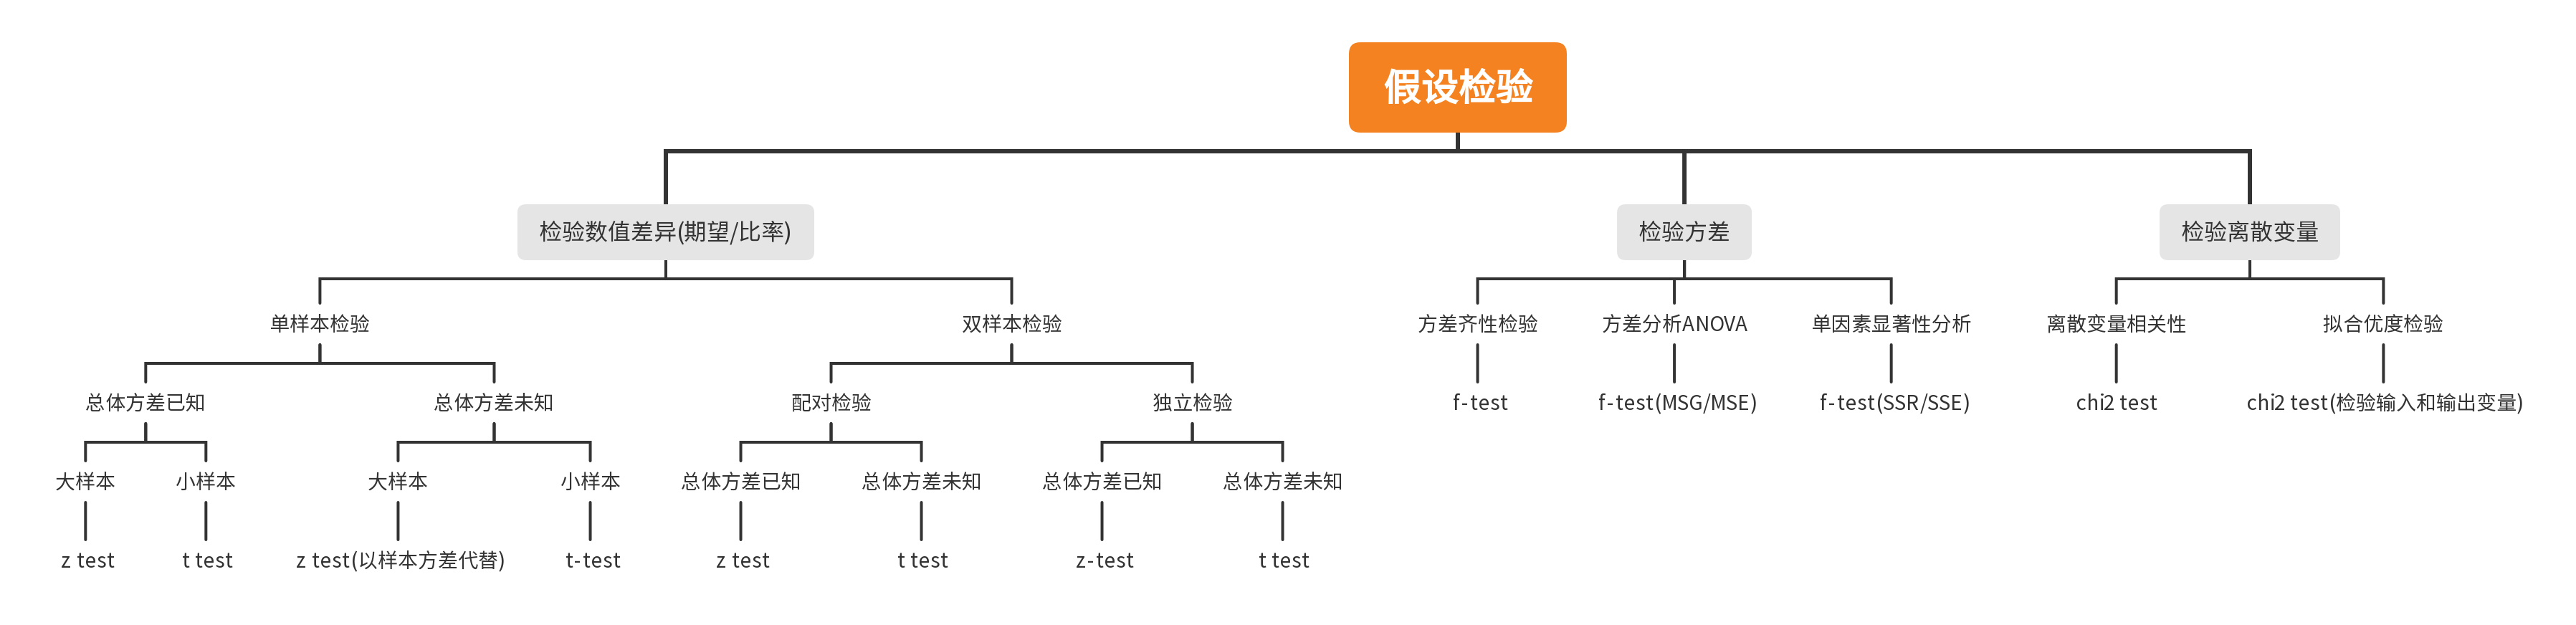 假设检验
检验数值差异(期望/比率)
检验方差
检验离散变量
单样本检验
双样本检验
方差齐性检验
方差分析ANOVA
单因素显著性分析
离散变量相关性
拟合优度检验
总体方差已知
总体方差未知
配对检验
独立检验
f-test
f-test(MSG/MSE)
f-test(SSR/SSE)
chi2 test
chi2 test(检验输入和输出变量)
大样本
小样本
大样本
小样本
总体方差已知
总体方差未知
总体方差已知
总体方差未知
z test
t test
z test(以样本方差代替)
t-test
z test
t test
z-test
t test